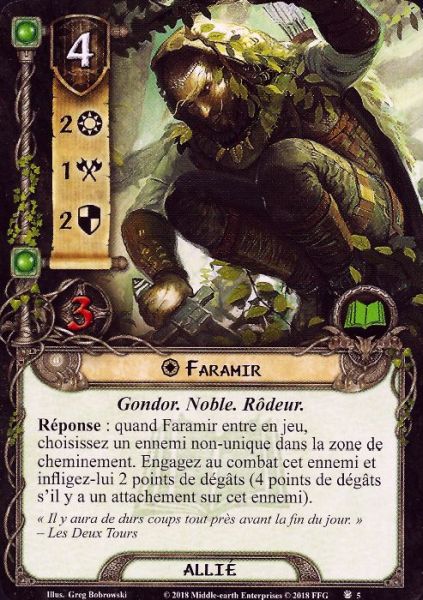 4
2
1
2
3
Faramir
Gondor. Noble. Rôdeur.
Réponse : quand Faramir entre en jeu,
choisissez un ennemi non-unique dans la zone de
cheminement. Engagez au combat cet ennemi et
infligez-lui 2 points de dégâts (4 points de dégâts
s'il y a un attachement sur cet ennemi).
« Il y aura de durs coups tout près avant la fin du jour. »
– Les Deux Tours
ALLIÉ
Illus. Greg Bobrowski © 2018 Middle-earth Enterprises © 2018 FFG 5